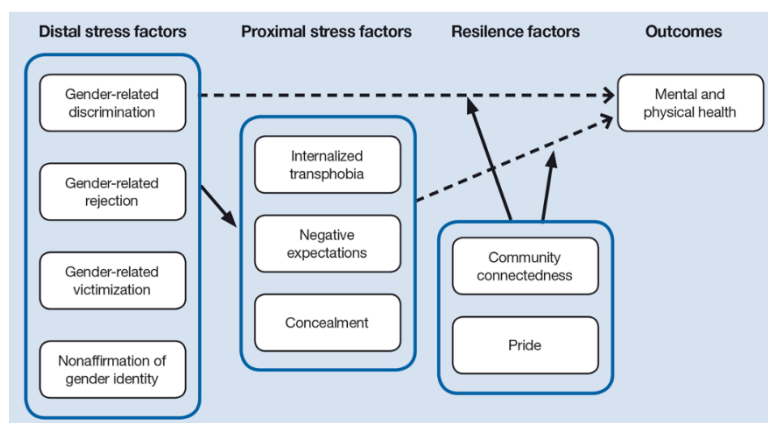 Distal stress factors
Proximal stress factors
Resilence factors
Outcomes
Gender-related
discrimination
Gender-related
rejection
Gender-related
victimization
Nonaffirmation of
gender identity
Internalized
transphobia
Negative
expectations
Concealment
Community
connectedness
Pride
Mental and
physical health